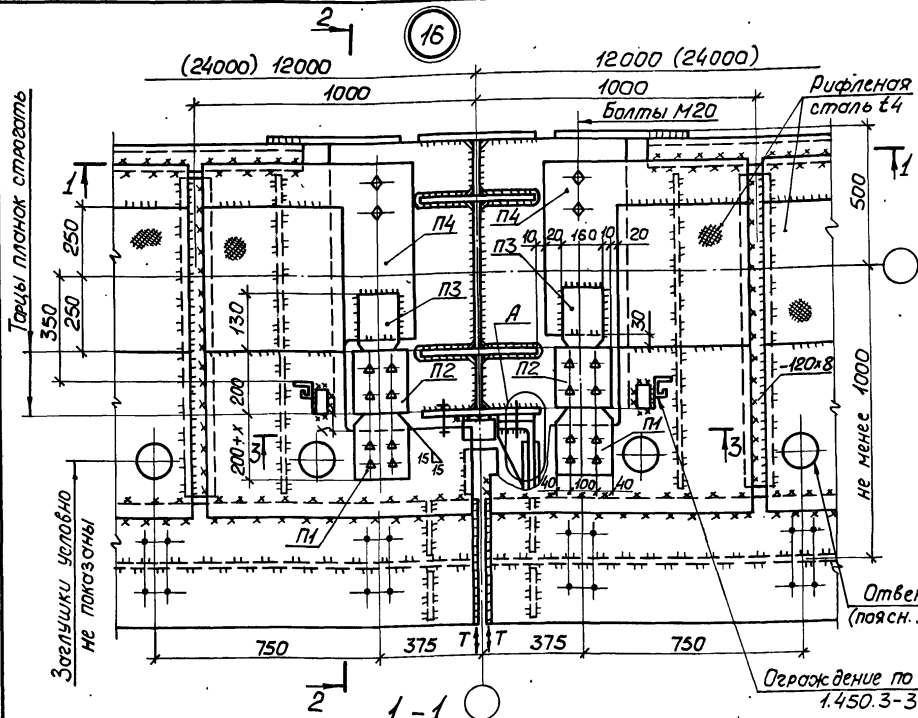 2
16
(24000) 12000
12000 (24000)
1000
1000
Болты М20
Рифленая
сталь t4
Торцы планок строгать
1
1
250
350
250
130
200
200+х
500
не менее 1000
П4
П4
10 20 160 10 20
П3
П3
А
30
П2
П2
-120х8
3
3
15
15
П1
П1
40 100 40
Заглушки условно
не показаны
Отве
(поясн.
750
375
Т
Т
375
750
2
1-1
Ограждение по
1.450.3-3